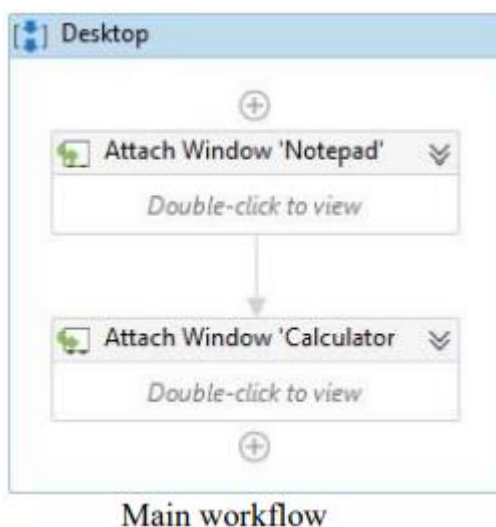 Desktop
Attach Window 'Notepad'
Double-click to view
Attach Window 'Calculator
Double-click to view
Main workflow